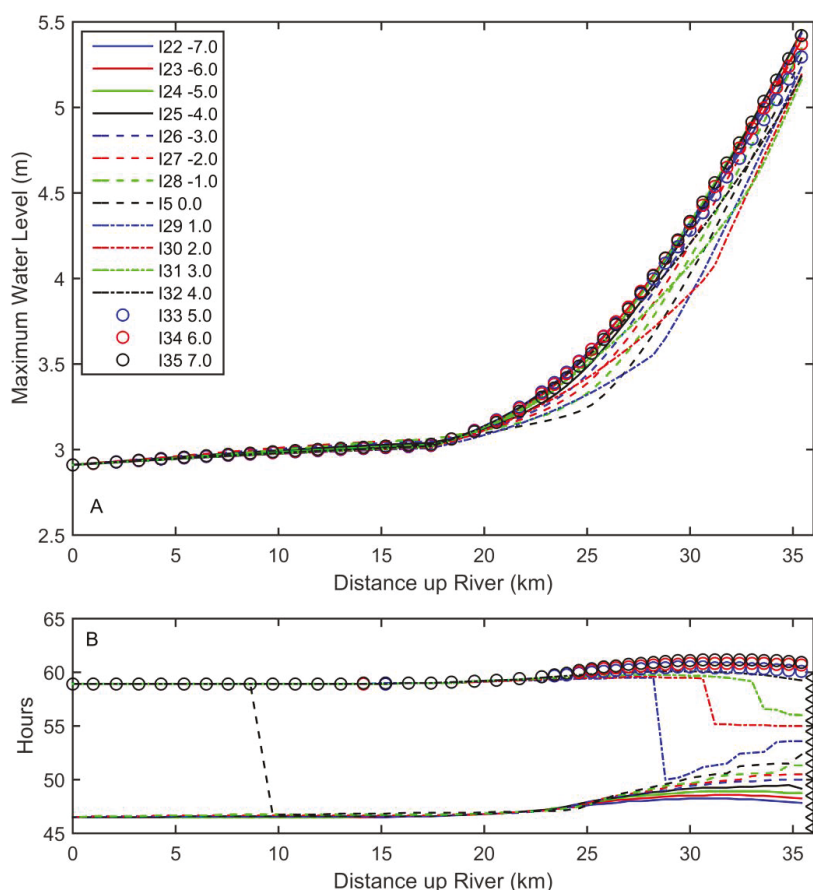 5.5
5
4.5
4
3.5
3
2.5
Maximum Water Level (m)
I22 -7.0
I23 -6.0
I24 -5.0
I25 -4.0
I26 -3.0
I27 -2.0
I28 -1.0
I5 0.0
I29 1.0
I30 2.0
I31 3.0
I32 4.0
I33 5.0
I34 6.0
I35 7.0
A
0 5 10 15 20 25 30 35
Distance up River (km)
B
65
60
55
50
45
Hours
0 5 10 15 20 25 30 35
Distance up River (km)